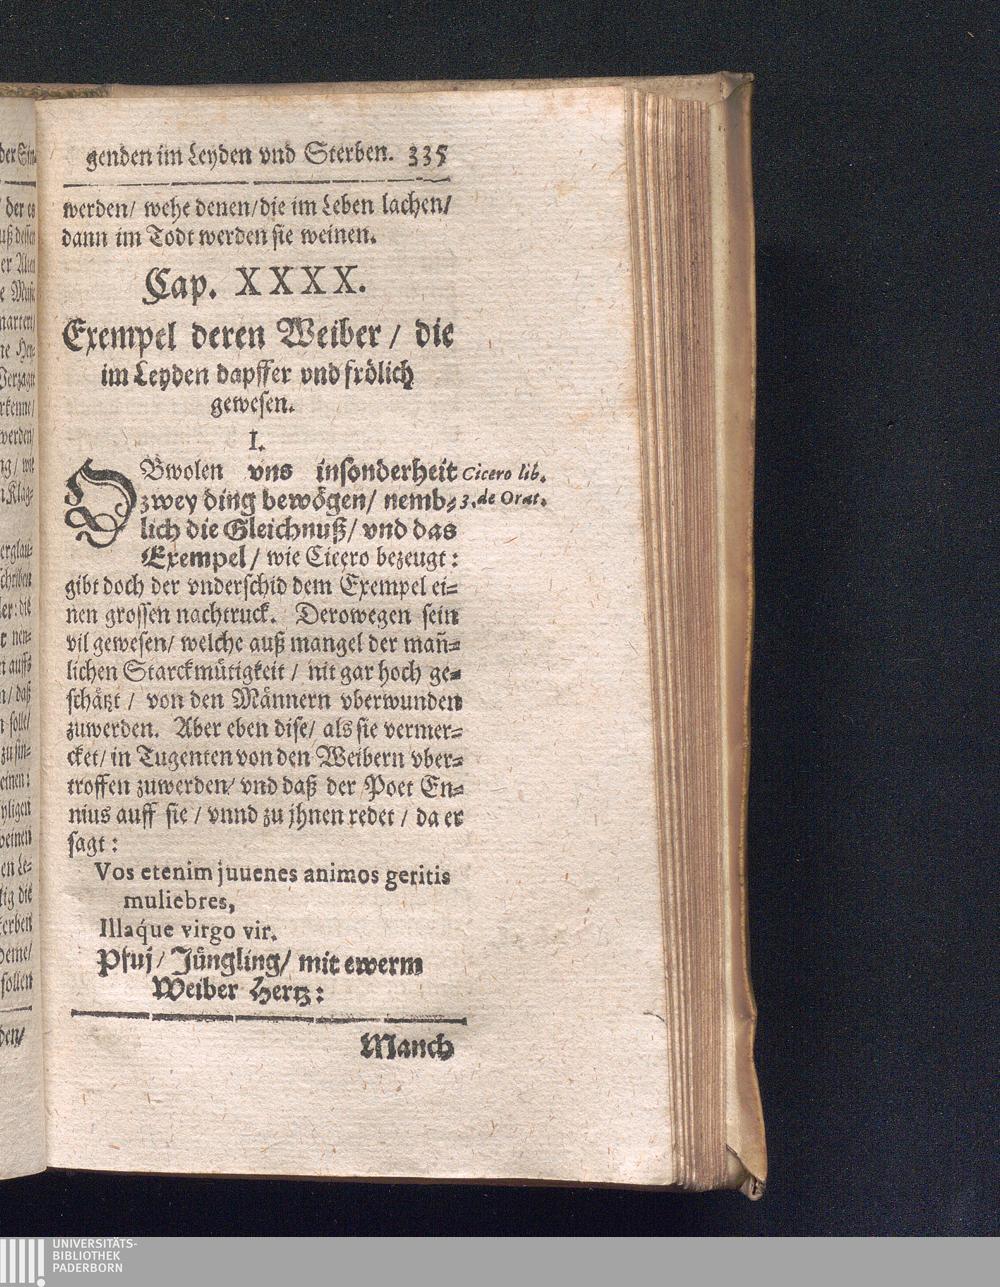 genden im Leyden vnd Sterben. 335
werden/ wehe denen/ die im Leben lachen/
dann im Todt werden sie weinen.
Cap. XXXX.
Exempel deren Weiber / die
im Leyden dapffer vnd frölich
gewesen.
I.
OBwolen vns insonderheit
zwey ding bewögen/ nemb-
lich die Gleichnuß/ vnd das
Exempel/ wie Cicero bezeugt:
Cicero lib.
3. de Orat.
gibt doch der vnderschid dem Exempel ei-
nen grossen nachtruck. Derowegen sein
vil gewesen/ welche auß mangel der man̄-
lichen Starckmütigkeit / nit gar hoch ge-
schätzt / von den Männern vberwunden
zuwerden. Aber eben dise/ als sie vermer-
cket/ in Tugenten von den Weibern vber-
troffen zuwerden/ vnd daß der Poet En-
nius auff sie / vnnd zu jhnen redet / da er
sagt:
Vos etenim juuenes animos geritis
muliebres,
Illaq́ue virgo vir.
Pfuj/ Jüngling/ mit ewerm
Weiber Hertz:
Manch
UNIVERSITÄTS-
BIBLIOTHEK
PADERBORN